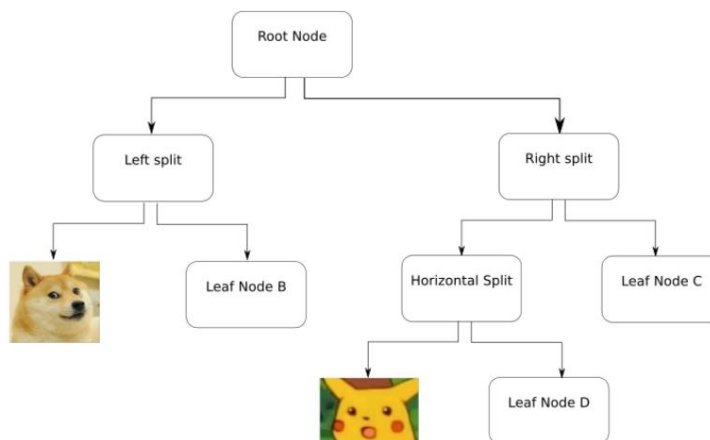 Root Node
Left split
Right split
Leaf Node B
Horizontal Split
Leaf Node C
Leaf Node D